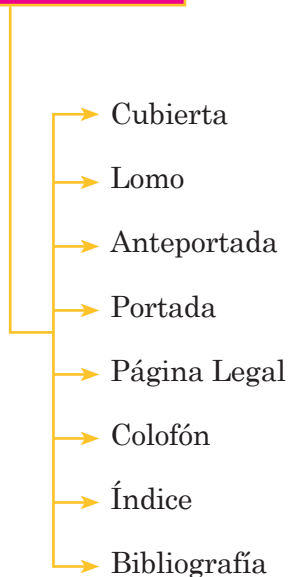 Cubierta
Lomo
Anteportada
Portada
Página Legal
Colofón
Índice
Bibliografía